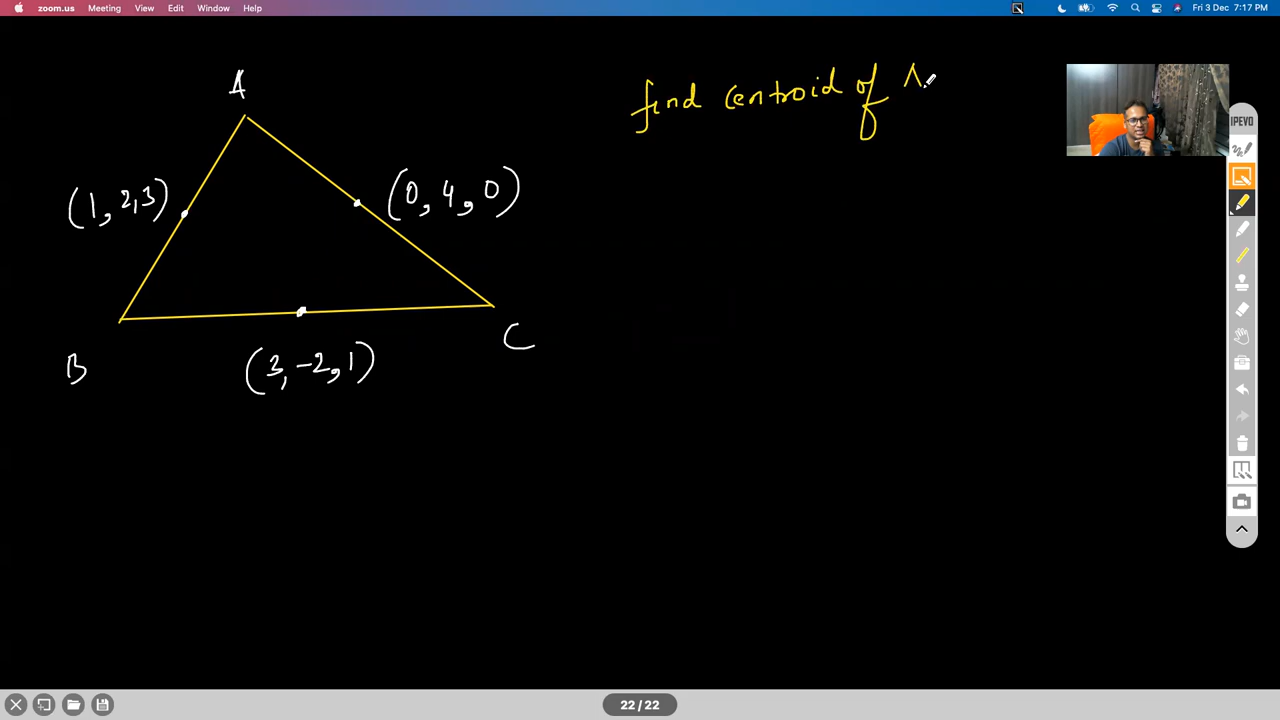 zoom.us Meeting View Edit Window Help Fri 3 Dec 7:17 PM
A
find centroid of
IPEVO
(1, 2, 3)
(0, 4, 0)
B
(3, -2, 1)
C
22 / 22